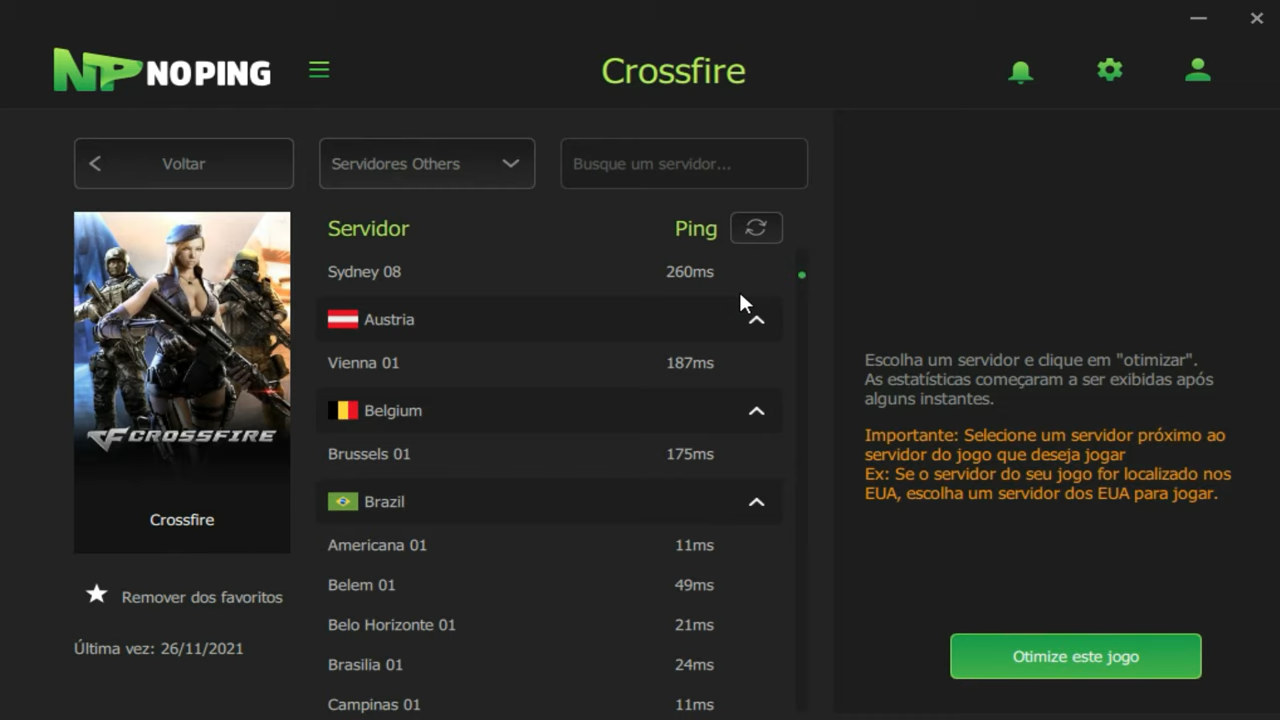 NP NOPING
Crossfire
Voltar
Servidores Others
Busque um servidor...
Servidor Ping
Sydney 08 260ms
Austria
Vienna 01 187ms
Belgium
Brussels 01 175ms
Brazil
Americana 01 11ms
Belem 01 49ms
Belo Horizonte 01 21ms
Brasilia 01 24ms
Campinas 01 11ms
CF CROSSFIRE
Crossfire
Remover dos favoritos
Última vez: 26/11/2021
Escolha um servidor e clique em "otimizar".
As estatísticas começaram a ser exibidas após
alguns instantes.
Importante: Selecione um servidor próximo ao
servidor do jogo que deseja jogar
Ex: Se o servidor do seu jogo for localizado nos
EUA, escolha um servidor dos EUA para jogar.
Otimize este jogo